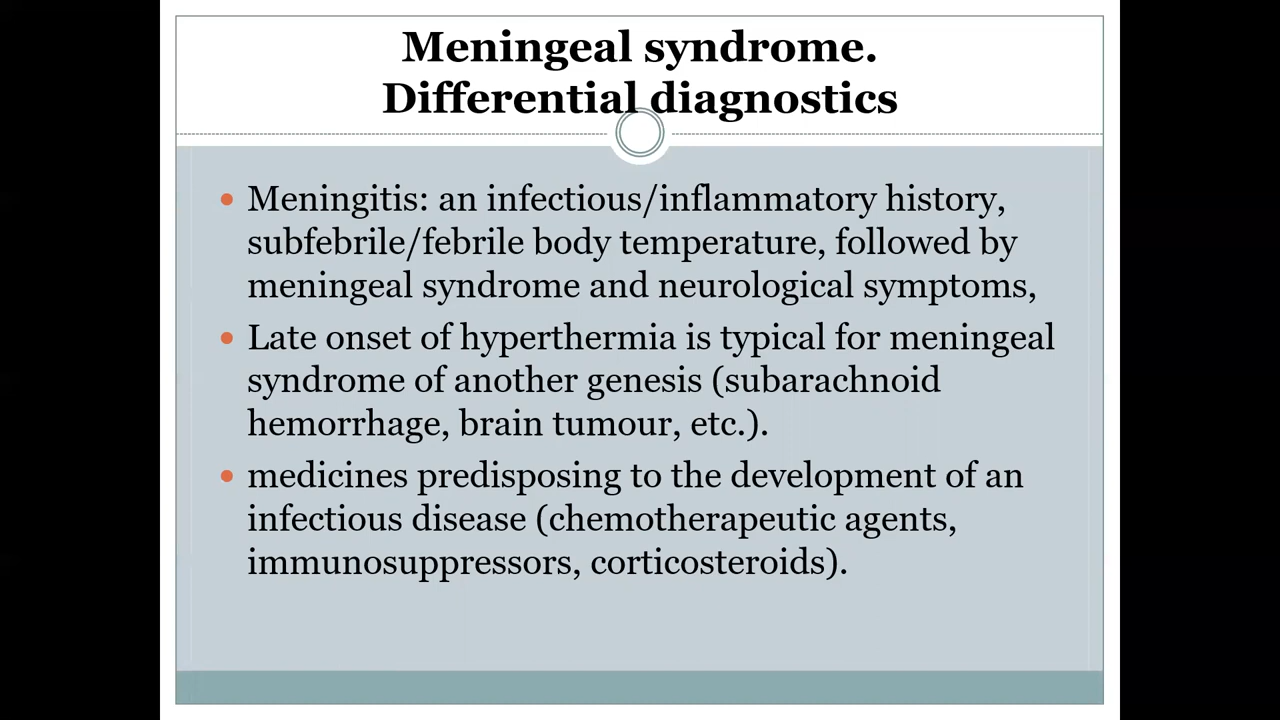 Meningeal syndrome.
Differential diagnostics
• Meningitis: an infectious/inflammatory history,
subfebrile/febrile body temperature, followed by
meningeal syndrome and neurological symptoms,
• Late onset of hyperthermia is typical for meningeal
syndrome of another genesis (subarachnoid
hemorrhage, brain tumour, etc.).
• medicines predisposing to the development of an
infectious disease (chemotherapeutic agents,
immunosuppressors, corticosteroids).